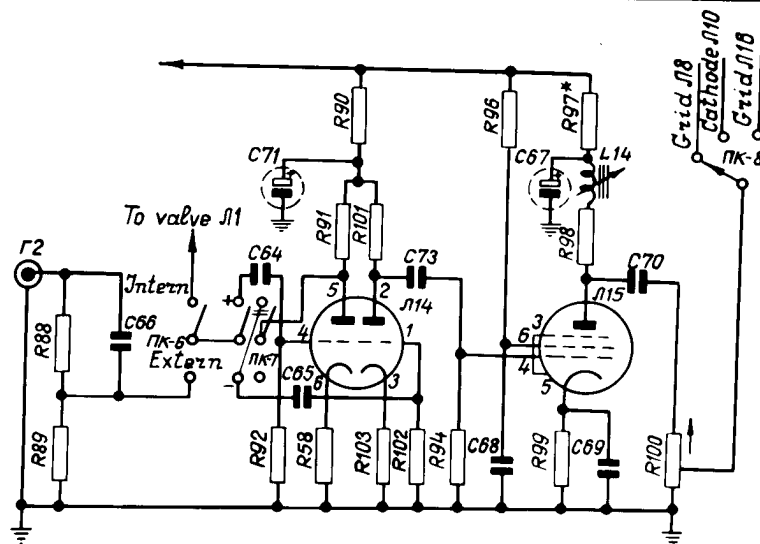 Grid Л8
Cathode Л10
Grid Л1В
ПК-8
R90
R96
R97*
C71
C67
L14
R91
R101
R98
To valve Л1
Г2
C64
C73
C70
Intern
+
5
2
Л14
Л15
R88
C66
ПК-6
ПК-7
4
1
3
6
4
5
Extern
-
C65
6
3
R89
R92
R58
R103
R102
R94
C68
R99
C69
R100